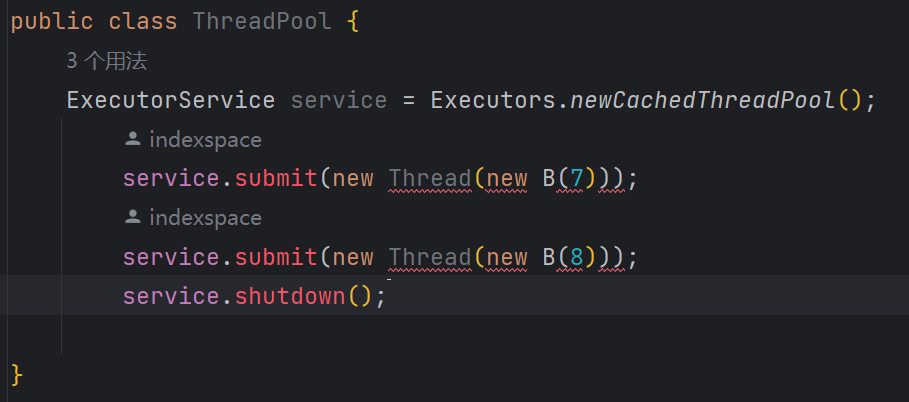 public class ThreadPool {
3 个用法
ExecutorService service = Executors.newCachedThreadPool();
indexspace
service.submit(new Thread(new B(7)));
indexspace
service.submit(new Thread(new B(8)));
service.shutdown();
}